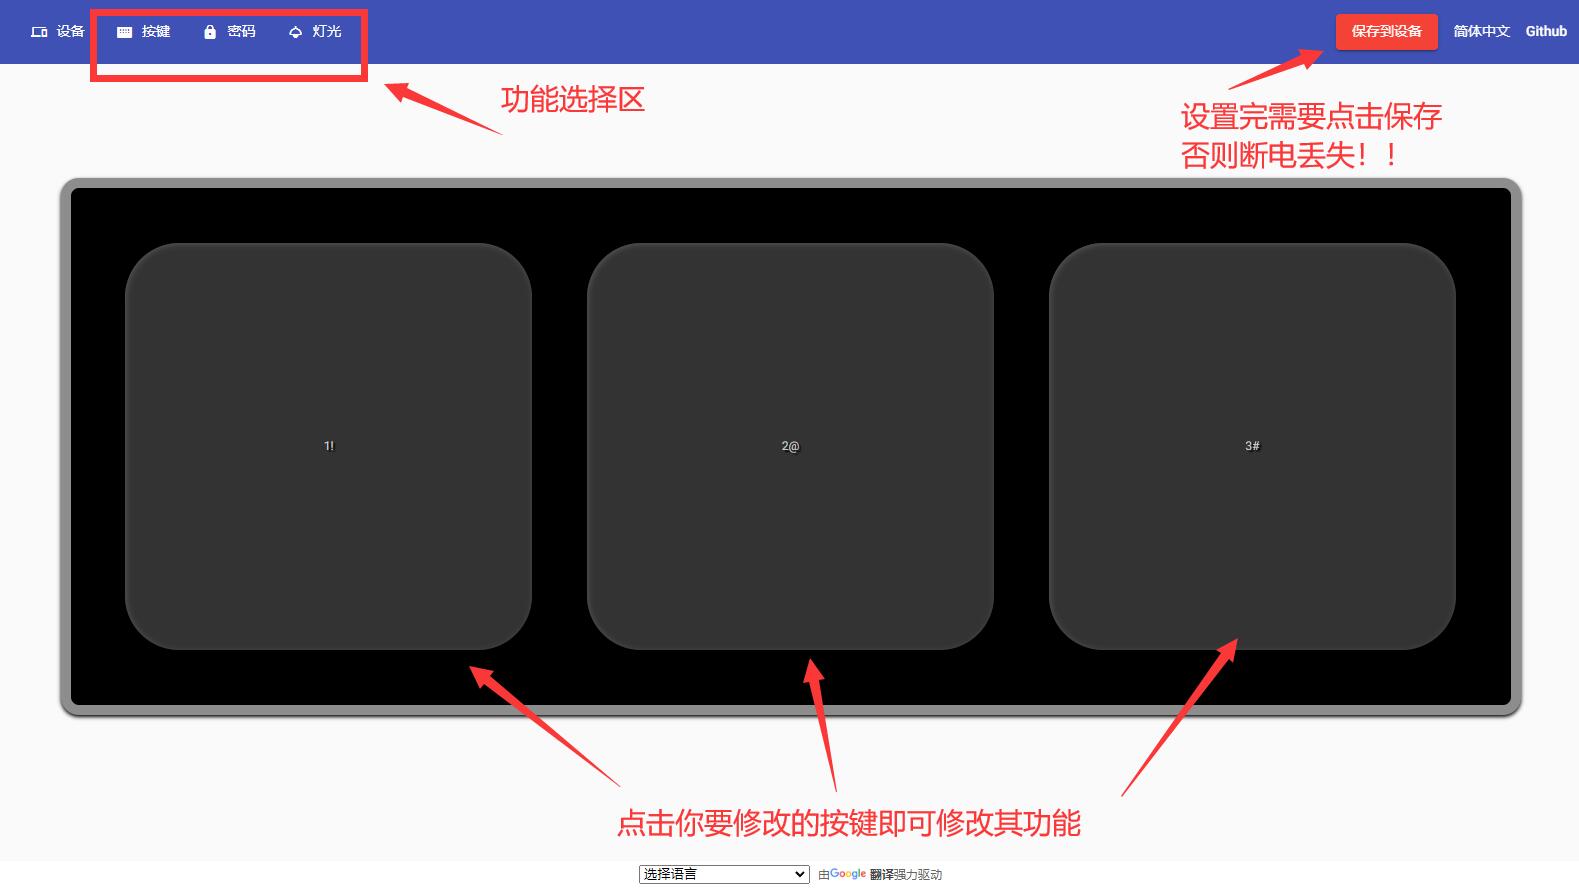 设备 按键 密码 灯光 保存到设备 简体中文 Github
功能选择区
设置完需要点击保存
否则断电丢失！！
1! 2@ 3#
点击你要修改的按键即可修改其功能
选择语言 由Google 翻译强力驱动